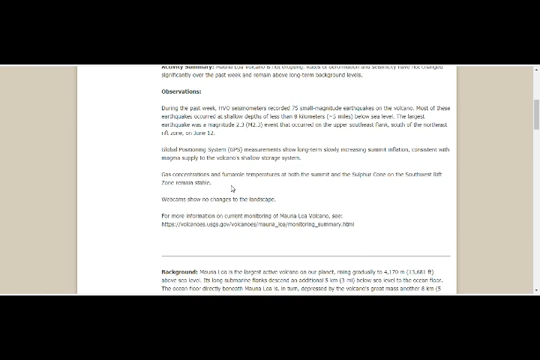 Activity Summary: Mauna Loa Volcano is not erupting. Rates of deformation and seismicity have not changed
significantly over the past week and remain above long-term background levels.
Observations:
During the past week, HVO seismometers recorded 75 small-magnitude earthquakes on the volcano. Most of these
earthquakes occurred at shallow depths of less than 8 kilometers (~5 miles) below sea level. The largest
earthquake was a magnitude 2.3 (M2.3) event that occurred on the upper southeast flank, south of the northeast
rift zone, on June 12.
Global Positioning System (GPS) measurements show long-term slowly increasing summit inflation, consistent with
magma supply to the volcano's shallow storage system.
Gas concentrations and fumarole temperatures at both the summit and the Sulphur Cone on the Southwest Rift
Zone remain stable.
Webcams show no changes to the landscape.
For more information on current monitoring of Mauna Loa Volcano, see:
https://volcanoes.usgs.gov/volcanoes/mauna_loa/monitoring_summary.html
Background: Mauna Loa is the largest active volcano on our planet, rising gradually to 4,170 m (13,681 ft)
above sea level. Its long submarine flanks descend an additional 5 km (3 mi) below sea level to the ocean floor.
The ocean floor directly beneath Mauna Loa is, in turn, depressed by the volcano's great mass another 8 km (5